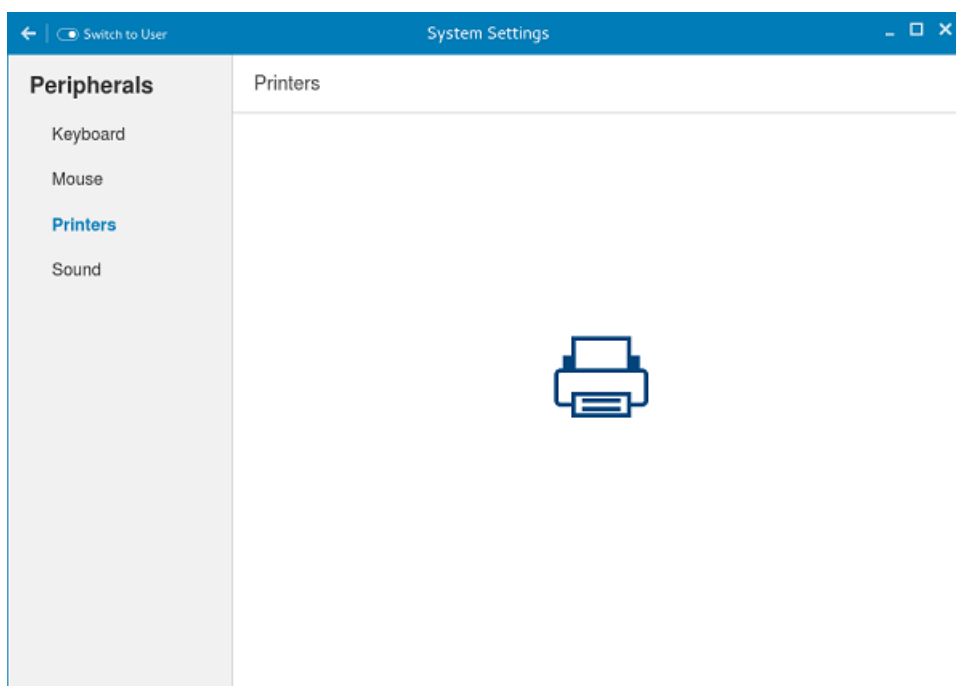 Switch to User
System Settings
Peripherals
Keyboard
Mouse
Printers
Sound
Printers